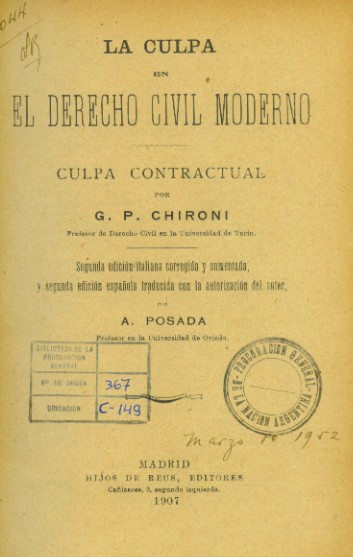 LA CULPA
EN
EL DERECHO CIVIL MODERNO
CULPA CONTRACTUAL
POR
G. P. CHIRONI
Profesor de Derecho Civil en la Universidad de Turín.
Segunda edición italiana corregida y aumentada,
y segunda edición española traducida con la autorización del autor,
POR
A. POSADA
Profesor en la Universidad de Oviedo.
BIBLIOTECA DE LA
PROCURACION
GENERAL
Nº DE ORDEN 367
UBICACION C-149
PROCURACION GENERAL
DE LA NACION ARGENTINA
Marzo de 1952
MADRID
HIJOS DE REUS, EDITORES
Cañizares, 3, segundo izquierda.
1907